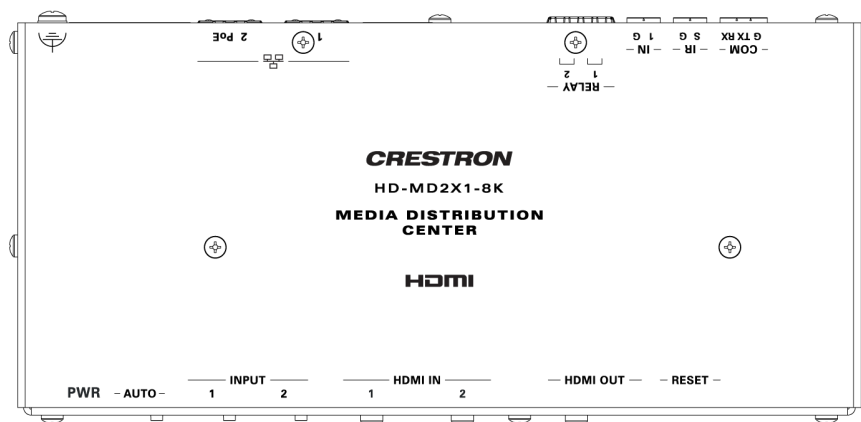 2 PoE 1
1 2
RELAY
1 G
IN
S G
IR
G TX RX
COM
CRESTRON
HD-MD2X1-8K
MEDIA DISTRIBUTION
CENTER
HDMI
PWR AUTO INPUT HDMI IN HDMI OUT RESET
1 2 1 2